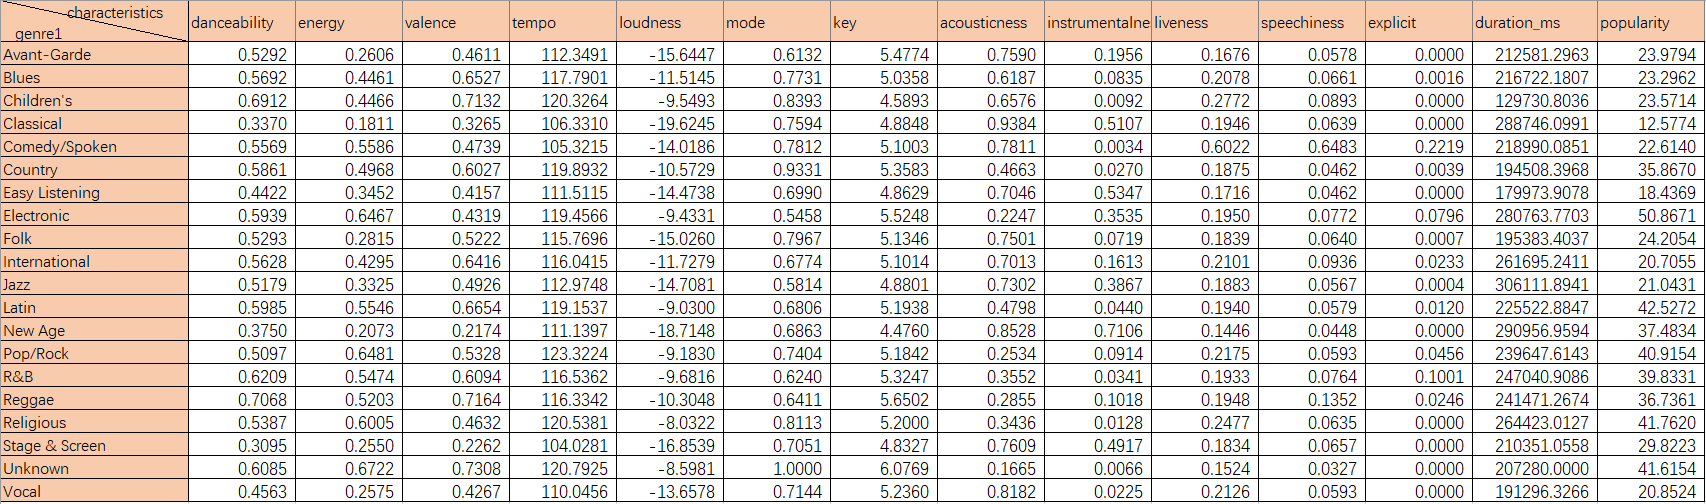 characteristics
genre1 danceability energy valence tempo loudness mode key acousticness instrumentalne liveness speechiness explicit duration_ms popularity
Avant-Garde 0.5292 0.2606 0.4611 112.3491 -15.6447 0.6132 5.4774 0.7590 0.1956 0.1676 0.0578 0.0000 212581.2963 23.9794
Blues 0.5692 0.4461 0.6527 117.7901 -11.5145 0.7731 5.0358 0.6187 0.0835 0.2078 0.0661 0.0016 216722.1807 23.2962
Children's 0.6912 0.4466 0.7132 120.3264 -9.5493 0.8393 4.5893 0.6576 0.0092 0.2772 0.0893 0.0000 129730.8036 23.5714
Classical 0.3370 0.1811 0.3265 106.3310 -19.6245 0.7594 4.8848 0.9384 0.5107 0.1946 0.0639 0.0000 288746.0991 12.5774
Comedy/Spoken 0.5569 0.5586 0.4739 105.3215 -14.0186 0.7812 5.1003 0.7811 0.0034 0.6022 0.6483 0.2219 218990.0851 22.6140
Country 0.5861 0.4968 0.6027 119.8932 -10.5729 0.9331 5.3583 0.4663 0.0270 0.1875 0.0462 0.0039 194508.3968 35.8670
Easy Listening 0.4422 0.3452 0.4157 111.5115 -14.4738 0.6990 4.8629 0.7046 0.5347 0.1716 0.0462 0.0000 179973.9078 18.4369
Electronic 0.5939 0.6467 0.4319 119.4566 -9.4331 0.5458 5.5248 0.2247 0.3535 0.1950 0.0772 0.0796 280763.7703 50.8671
Folk 0.5293 0.2815 0.5222 115.7696 -15.0260 0.7967 5.1346 0.7501 0.0719 0.1839 0.0640 0.0007 195383.4037 24.2054
International 0.5628 0.4295 0.6416 116.0415 -11.7279 0.6774 5.1014 0.7013 0.1613 0.2101 0.0936 0.0233 261695.2411 20.7055
Jazz 0.5179 0.3325 0.4926 112.9748 -14.7081 0.5814 4.8801 0.7302 0.3867 0.1883 0.0567 0.0004 306111.8941 21.0431
Latin 0.5985 0.5546 0.6654 119.1537 -9.0300 0.6806 5.1938 0.4798 0.0440 0.1940 0.0579 0.0120 225522.8847 42.5272
New Age 0.3750 0.2073 0.2174 111.1397 -18.7148 0.6863 4.4760 0.8528 0.7106 0.1446 0.0448 0.0000 290956.9594 37.4834
Pop/Rock 0.5097 0.6481 0.5328 123.3224 -9.1830 0.7404 5.1842 0.2534 0.0914 0.2175 0.0593 0.0456 239647.6143 40.9154
R&B 0.6209 0.5474 0.6094 116.5362 -9.6816 0.6240 5.3247 0.3552 0.0341 0.1933 0.0764 0.1001 247040.9086 39.8331
Reggae 0.7068 0.5203 0.7164 116.3342 -10.3048 0.6411 5.6502 0.2855 0.1018 0.1948 0.1352 0.0246 241471.2674 36.7361
Religious 0.5387 0.6005 0.4632 120.5381 -8.0322 0.8113 5.2000 0.3436 0.0128 0.2477 0.0635 0.0000 264423.0127 41.7620
Stage & Screen 0.3095 0.2550 0.2262 104.0281 -16.8539 0.7051 4.8327 0.7609 0.4917 0.1834 0.0657 0.0000 210351.0558 29.8223
Unknown 0.6085 0.6722 0.7308 120.7925 -8.5981 1.0000 6.0769 0.1665 0.0066 0.1524 0.0327 0.0000 207280.0000 41.6154
Vocal 0.4563 0.2575 0.4267 110.0456 -13.6578 0.7144 5.2360 0.8182 0.0225 0.2126 0.0593 0.0000 191296.3266 20.8524